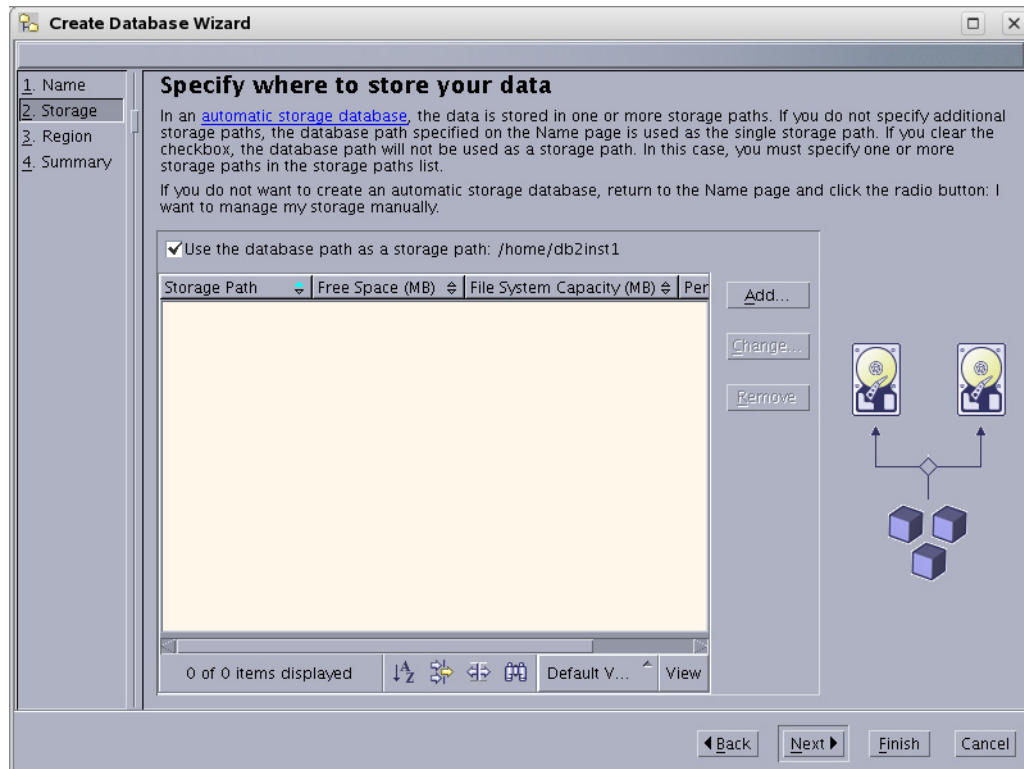 Create Database Wizard
1. Name
2. Storage
3. Region
4. Summary
Specify where to store your data
In an automatic storage database, the data is stored in one or more storage paths. If you do not specify additional
storage paths, the database path specified on the Name page is used as the single storage path. If you clear the
checkbox, the database path will not be used as a storage path. In this case, you must specify one or more
storage paths in the storage paths list.
If you do not want to create an automatic storage database, return to the Name page and click the radio button: I
want to manage my storage manually.
Use the database path as a storage path: /home/db2inst1
Storage Path Free Space (MB) File System Capacity (MB) Per
Add...
Change...
Remove
0 of 0 items displayed Default V... View
Back Next Finish Cancel